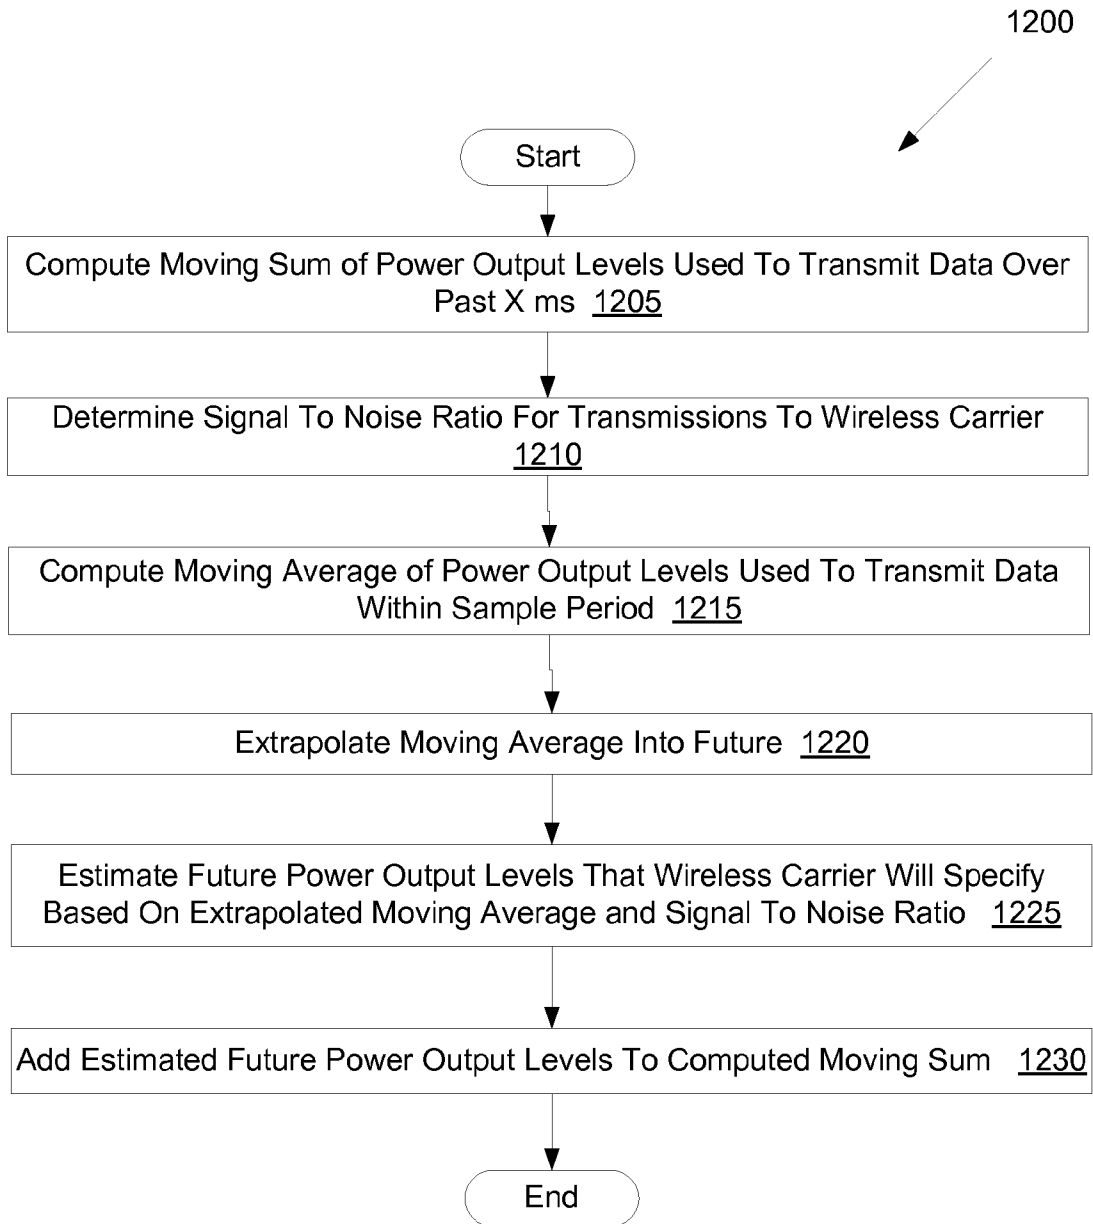 1200
Start
Compute Moving Sum of Power Output Levels Used To Transmit Data Over
Past X ms 1205
Determine Signal To Noise Ratio For Transmissions To Wireless Carrier
1210
Compute Moving Average of Power Output Levels Used To Transmit Data
Within Sample Period 1215
Extrapolate Moving Average Into Future 1220
Estimate Future Power Output Levels That Wireless Carrier Will Specify
Based On Extrapolated Moving Average and Signal To Noise Ratio 1225
Add Estimated Future Power Output Levels To Computed Moving Sum 1230
End